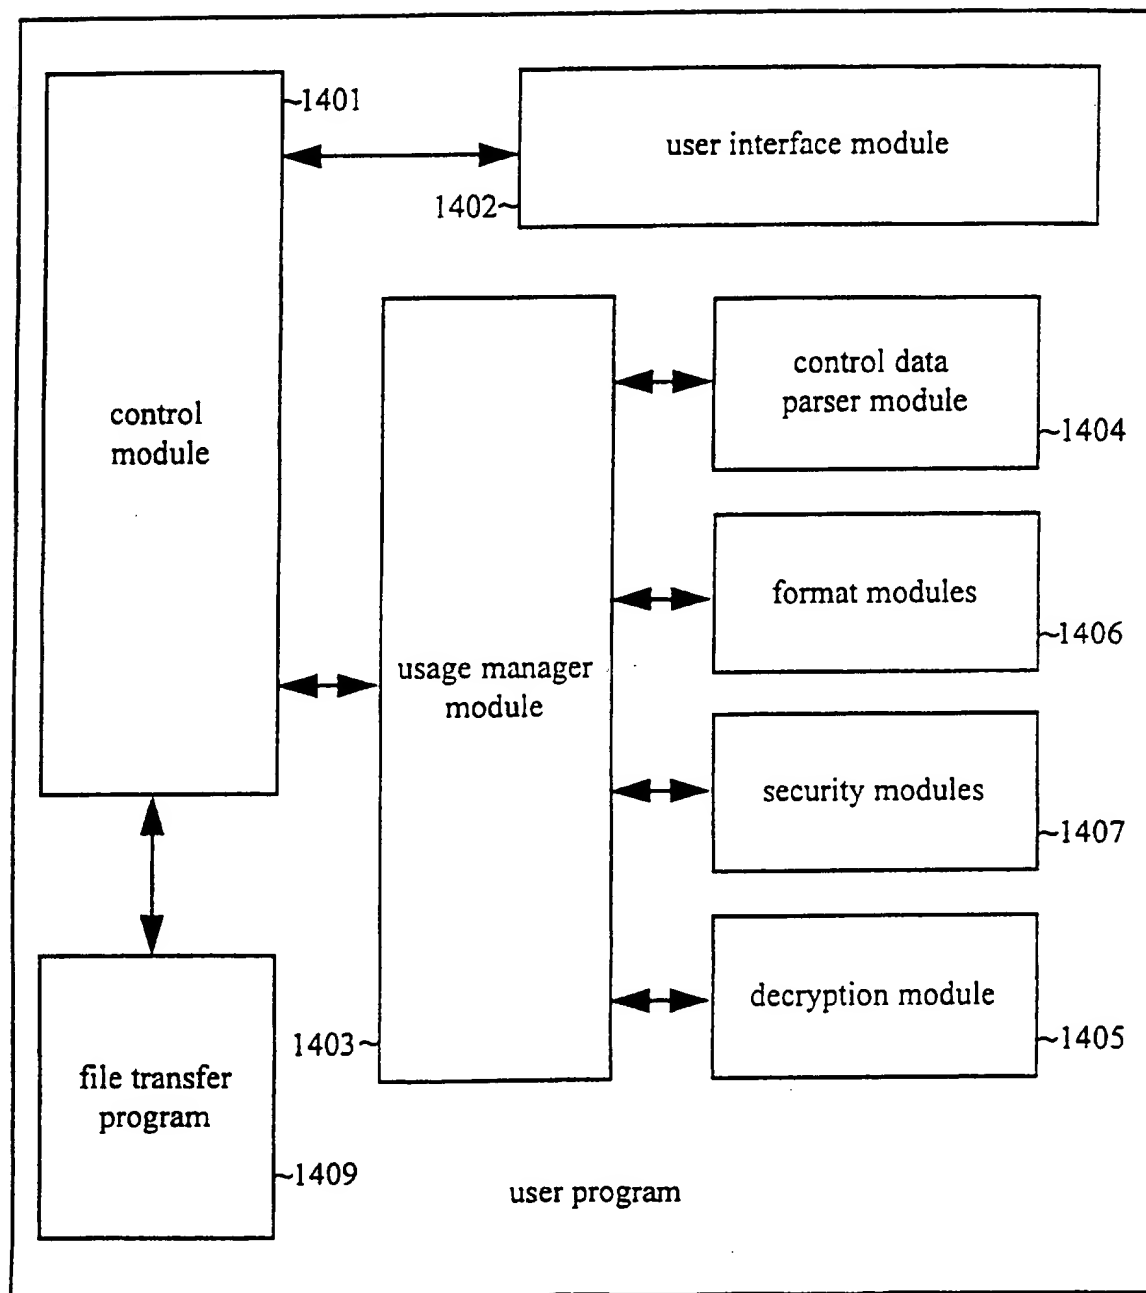 1401
user interface module
1402
control
module
control data
parser module
1404
format modules
1406
usage manager
module
security modules
1407
decryption module
1405
1403
file transfer
program
1409
user program